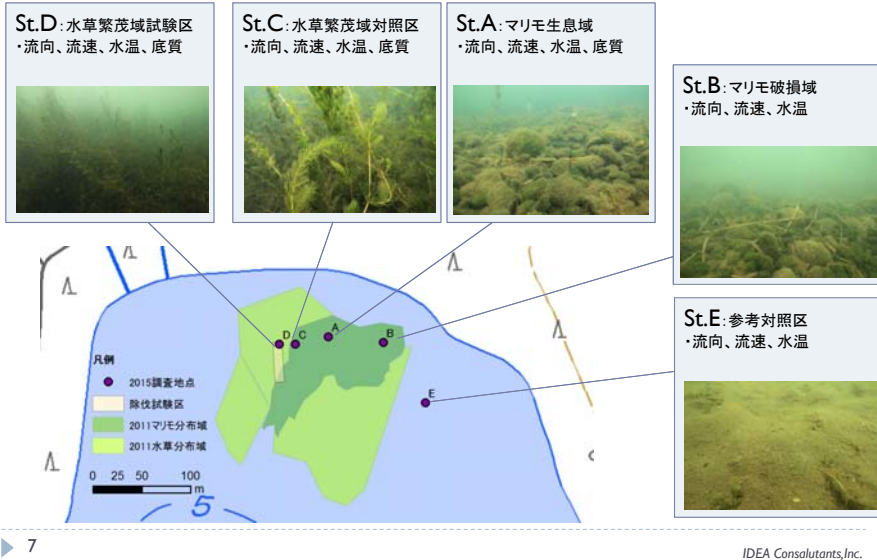 St.D:水草繁茂域試験区
・流向、流速、水温、底質
St.C:水草繁茂域対照区
・流向、流速、水温、底質
St.A:マリモ生息域
・流向、流速、水温、底質
St.B:マリモ破損域
・流向、流速、水温
St.E:参考対照区
・流向、流速、水温
D
C
A
B
E
凡例
2015調査地点
除伐試験区
2011マリモ分布域
2011水草分布域
0 25 50 100
m
5
7
IDEA Consalutants,Inc.